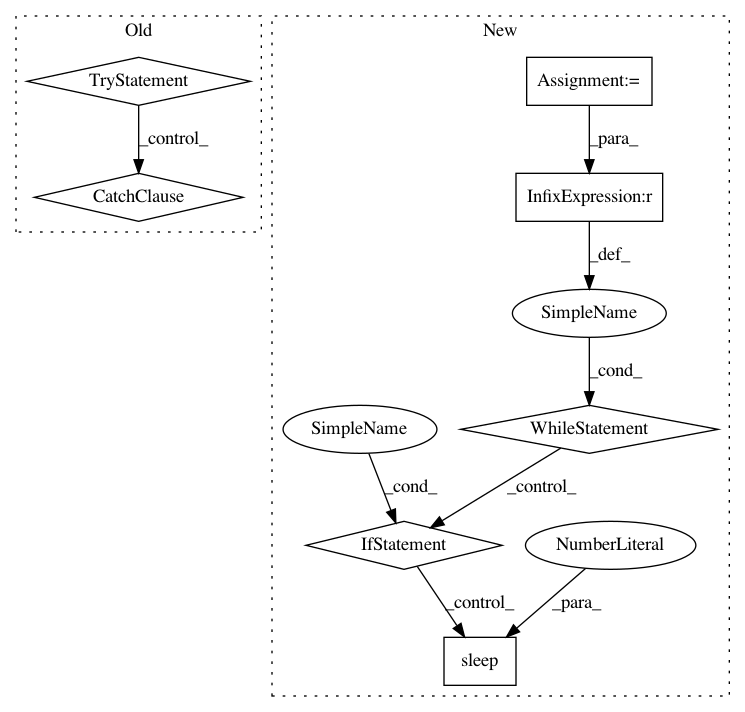 Old
New
TryStatement
Assignment:=
_control_
_para_
CatchClause
InfixExpression:r
_def_
SimpleName
_cond_
SimpleName
WhileStatement
_cond_
_control_
IfStatement
NumberLiteral
_control_
_para_
sleep